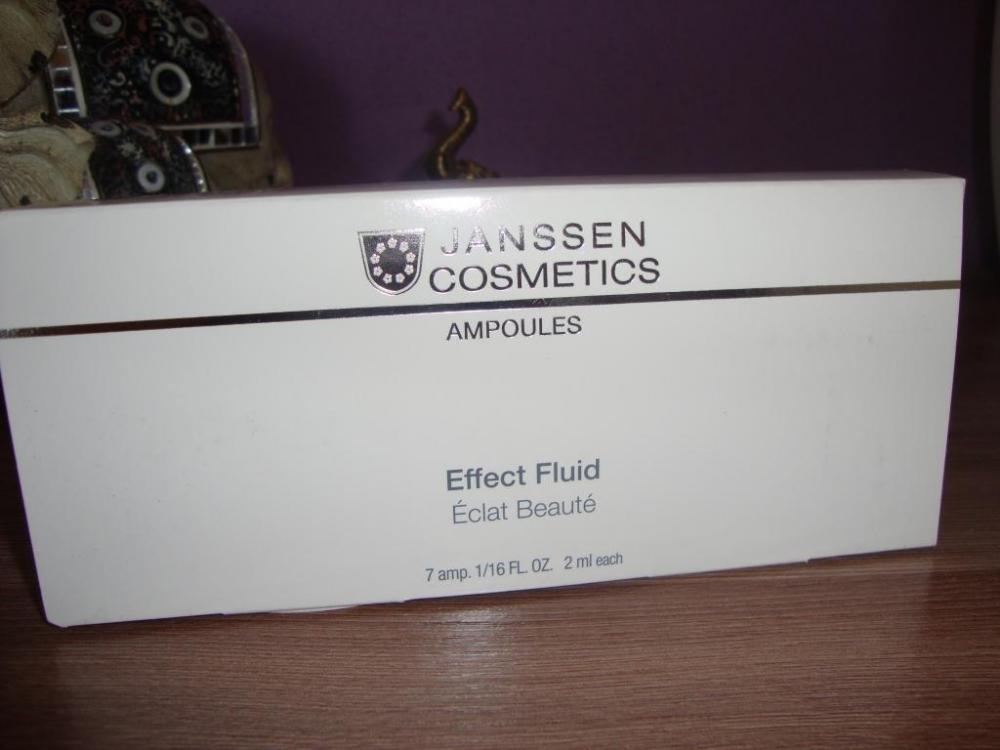 JANSSEN
COSMETICS
AMPOULES
Effect Fluid
Éclat Beauté
7 amp. 1/16 FL. OZ. 2 ml each